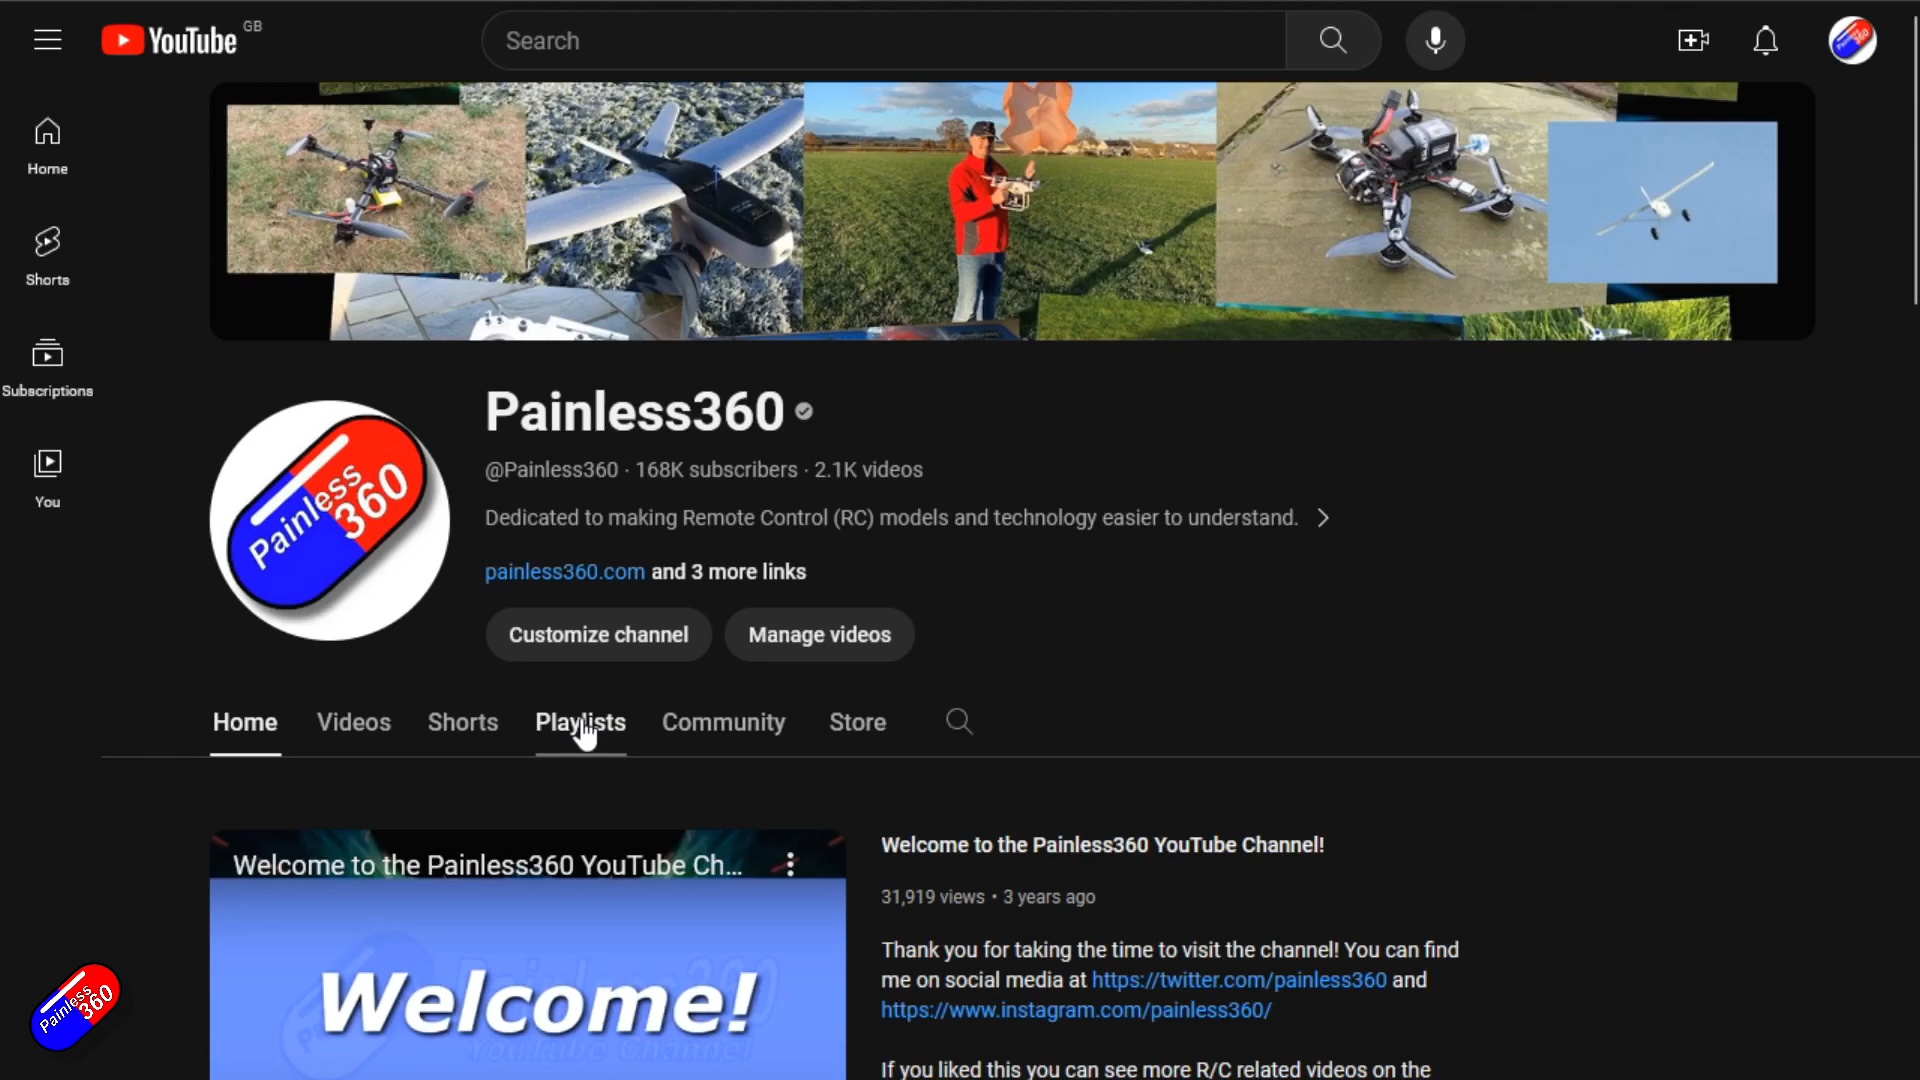 YouTube GB
Search
Home
Shorts
Subscriptions
You
Painless360
Painless
360
@Painless360 · 168K subscribers · 2.1K videos
Dedicated to making Remote Control (RC) models and technology easier to understand.
painless360.com and 3 more links
Customize channel Manage videos
Home Videos Shorts Playlists Community Store
Welcome to the Painless360 YouTube Ch...
Welcome!
YouTube Channel
Welcome to the Painless360 YouTube Channel!
31,919 views • 3 years ago
Thank you for taking the time to visit the channel! You can find
me on social media at https://twitter.com/painless360 and
https://www.instagram.com/painless360/
If you liked this you can see more R/C related videos on the
Painless
360